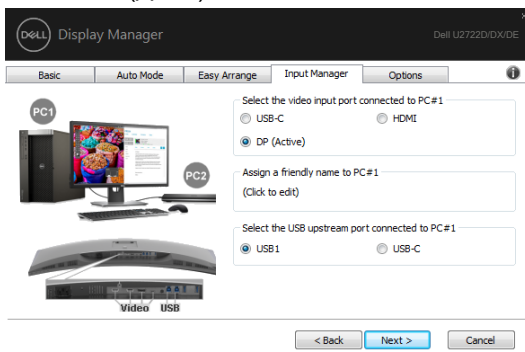 DELL Display Manager
Dell U2722D/DX/DE
Basic Auto Mode Easy Arrange Input Manager Options
PC1
PC2
Video USB
Select the video input port connected to PC#1
USB-C HDMI
DP (Active)
Assign a friendly name to PC#1
(Click to edit)
Select the USB upstream port connected to PC#1
USB1 USB-C
< Back Next > Cancel